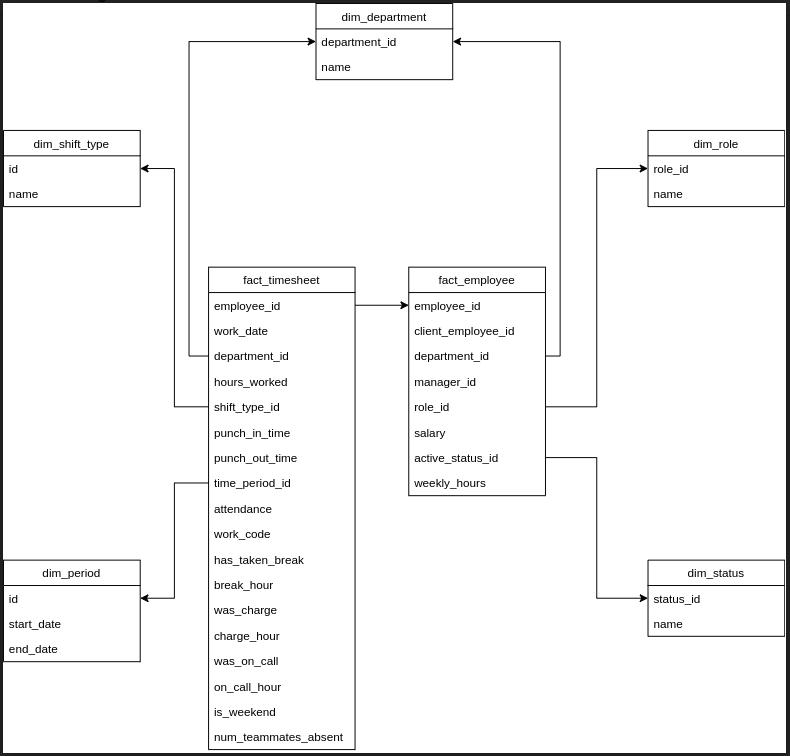 dim_department
department_id
name
dim_shift_type
id
name
dim_role
role_id
name
fact_timesheet
employee_id
work_date
department_id
hours_worked
shift_type_id
punch_in_time
punch_out_time
time_period_id
attendance
work_code
has_taken_break
break_hour
was_charge
charge_hour
was_on_call
on_call_hour
is_weekend
num_teammates_absent
fact_employee
employee_id
client_employee_id
department_id
manager_id
role_id
salary
active_status_id
weekly_hours
dim_period
id
start_date
end_date
dim_status
status_id
name